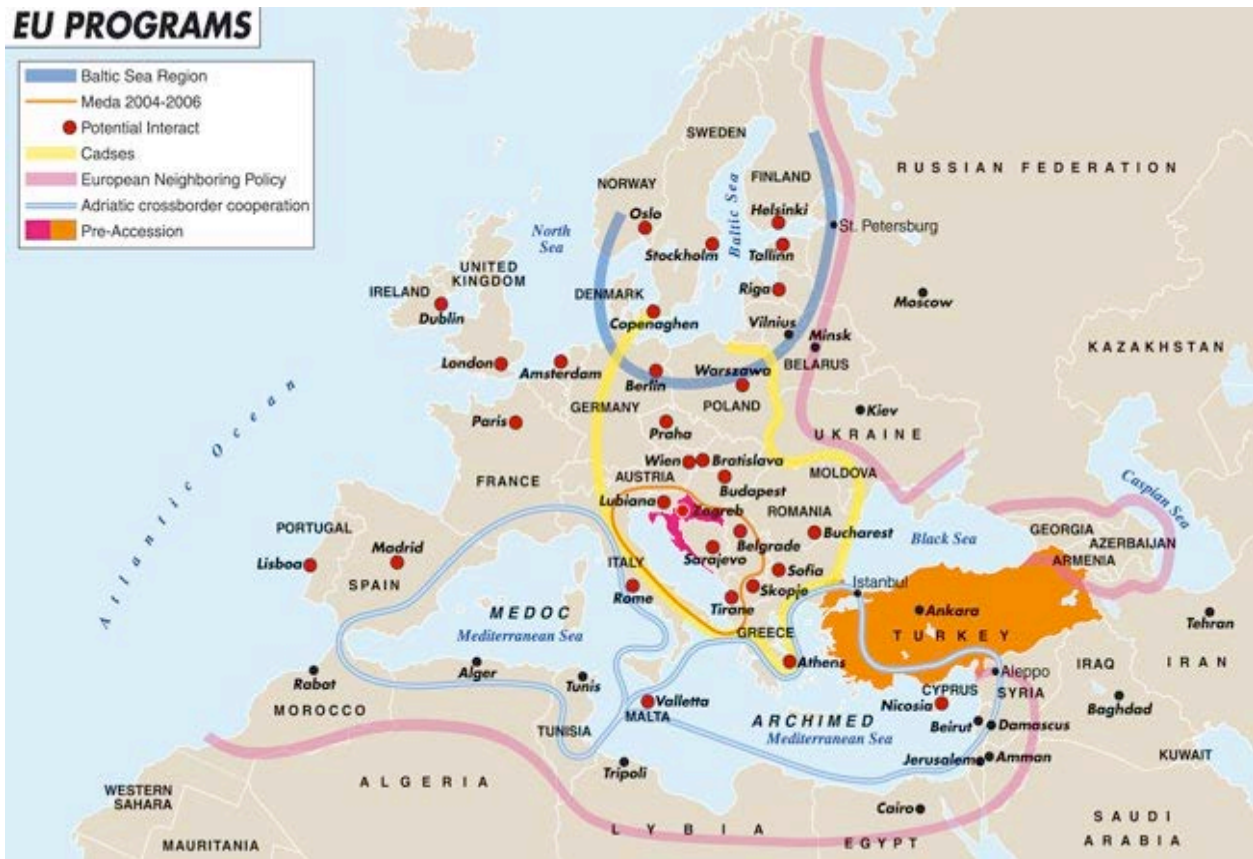 EU PROGRAMS
Baltic Sea Region
Meda 2004-2006
Potential Interact
Cadses
European Neighboring Policy
Adriatic crossborder cooperation
Pre-Accession
SWEDEN
FINLAND
NORWAY
RUSSIAN FEDERATION
Baltic Sea
Oslo
Helsinki
St. Petersburg
North
Sea
Stockholm
Tallinn
UNITED
KINGDOM
IRELAND
Dublin
DENMARK
Riga
Moscow
Copenaghen
Vilnius
Minsk
BELARUS
KAZAKHSTAN
London
Amsterdam
Berlin
Warszawa
GERMANY
POLAND
Kiev
UKRAINE
Paris
Praha
Atlantic Ocean
Wien
Bratislava
MOLDOVA
AUSTRIA
Budapest
FRANCE
Lubiana
Zagreb
ROMANIA
Caspian Sea
PORTUGAL
Madrid
Belgrade
Bucharest
Black Sea
GEORGIA
AZERBAIJAN
ARMENIA
Lisboa
SPAIN
ITALY
Sarajevo
Sofia
Istanbul
Rome
Skopje
Tirane
Ankara
MEDOC
Mediterranean Sea
GREECE
TURKEY
Tehran
Athens
Alger
Tunis
Rabat
MOROCCO
Aleppo
IRAQ
IRAN
CYPRUS
SYRIA
Nicosia
Valletta
MALTA
Baghdad
TUNISIA
ARCHIMED
Mediterranean Sea
Beirut
Damascus
Jerusalem
Amman
KUWAIT
Tripoli
ALGERIA
WESTERN
SAHARA
Cairo
LYBIA
EGYPT
SAUDI
ARABIA
MAURITANIA